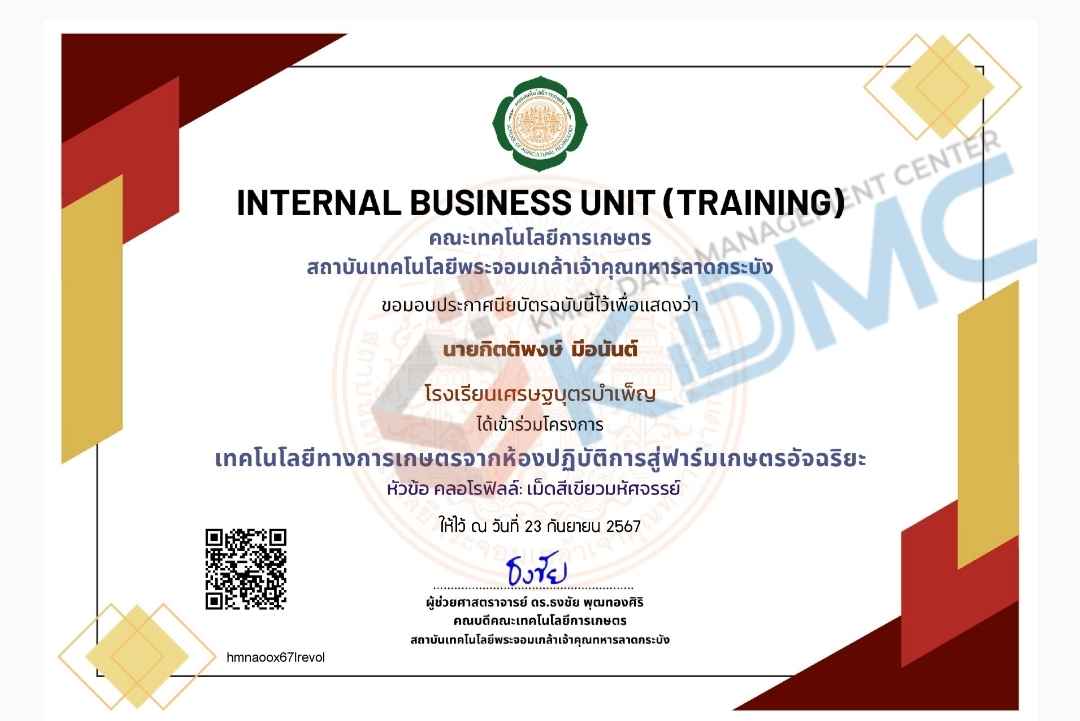 SCHOOL OF AGRICULTURAL TECHNOLOGY
INTERNAL BUSINESS UNIT (TRAINING)
คณะเทคโนโลยีการเกษตร
สถาบันเทคโนโลยีพระจอมเกล้าเจ้าคุณทหารลาดกระบัง
ขอมอบประกาศนียบัตรฉบับนี้ไว้เพื่อแสดงว่า
นายกิตติพงษ์ มีอนันต์
โรงเรียนเศรษฐบุตรบำเพ็ญ
ได้เข้าร่วมโครงการ
เทคโนโลยีทางการเกษตรจากห้องปฏิบัติการสู่ฟาร์มเกษตรอัจฉริยะ
หัวข้อ คลอโรฟิลล์: เม็ดสีเขียวมหัศจรรย์
ให้ไว้ ณ วันที่ 23 กันยายน 2567
ธงชัย
ผู้ช่วยศาสตราจารย์ ดร.ธงชัย พุฒทองศิริ
คณบดีคณะเทคโนโลยีการเกษตร
สถาบันเทคโนโลยีพระจอมเกล้าเจ้าคุณทหารลาดกระบัง
hmnaoox67lrevol
KMITL DATA MANAGEMENT CENTER
KDMC